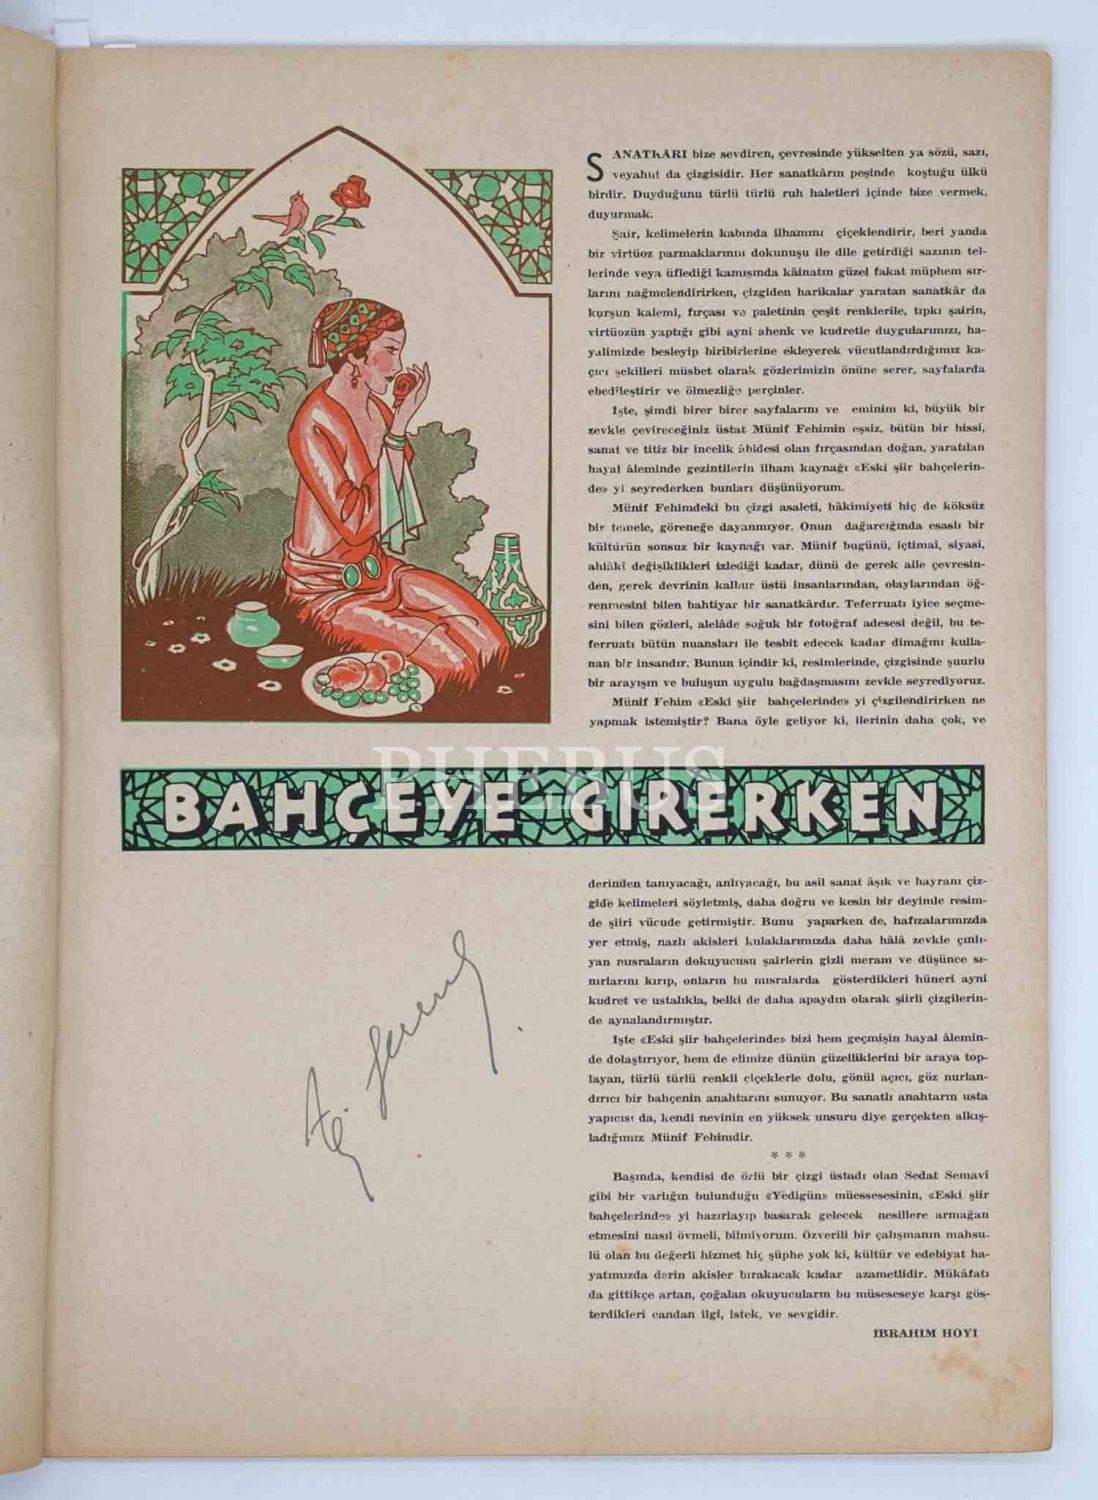 SANATKÂRI bize sevdiren, çevresinde yükselten ya sözü, sazı,
veyahut da çizgisidir. Her sanatkârın peşinde koştuğu ülkü
birdir. Duyduğunu türlü türlü ruh haletleri içinde bize vermek,
duyurmak.
Şair, kelimelerin kabında ilhamını çiçeklendirir, beri yanda
bir virtüoz parmaklarının dokunuşu ile dile getirdiği sazının tel-
lerinde veya üflediği kamışında kâinatın güzel fakat müphem sır-
larını nağmelendirirken, çizgiden harikalar yaratan sanatkâr da
kurşun kalemi, fırçası ve paletinin çeşit renklerile, tıpkı şairin,
virtüözün yaptığı gibi ayni ahenk ve kudretle duygularımızı, ha-
yalimizde besleyip biribirlerine ekleyerek vücutlandırdığımız ka-
çıcı şekilleri müsbet olarak gözlerimizin önüne serer, sayfalarda
ebedîleştirir ve ölmezliğe perçinler.
İşte, şimdi birer birer sayfalarını ve eminim ki, büyük bir
zevkle çevireceğiniz üstat Münif Fehimin eşsiz, bütün bir hissi,
sanat ve titiz bir incelik âbidesi olan fırçasından doğan, yaratılan
hayal âleminde gezintilerin ilham kaynağı «Eski şiir bahçelerin-
de» yi seyrederken bunları düşünüyorum.
Münif Fehimdeki bu çizgi asaleti, hâkimiyeti hiç de köksüz
bir temele, göreneğe dayanmıyor. Onun dağarcığında esaslı bir
kültürün sonsuz bir kaynağı var. Münif bugünü, içtimaî, siyasî,
ahlâkî değişiklikleri izlediği kadar, dünü de gerek aile çevresin-
den, gerek devrinin kalbur üstü insanlarından, olaylarından öğ-
renmesini bilen bahtiyar bir sanatkârdır. Teferruatı iyice seçme-
sini bilen gözleri, alelâde soğuk bir fotoğraf adesesi değil, bu te-
ferruatı bütün nuansları ile tesbit edecek kadar dimağını kulla-
nan bir insandır. Bunun içindir ki, resimlerinde, çizgisinde şuurlu
bir arayışın ve buluşun uygulu bağdaşmasını zevkle seyrediyoruz.
Münif Fehim «Eski şiir bahçelerinde» yi çizgilendirirken ne
yapmak istemiştir? Bana öyle geliyor ki, ilerinin daha çok, ve
PHEBUS
BAHÇEYE GİRERKEN
derinden tanıyacağı, anlıyacağı, bu asil sanat âşık ve hayranı çiz-
gide kelimeleri söyletmiş, daha doğru ve kesin bir deyimle resim-
de şiiri vücude getirmiştir. Bunu yaparken de, hafızalarımızda
yer etmiş, nazlı akisleri kulaklarımızda daha hâlâ zevkle çınlı-
yan mısraların dokuyucusu şairlerin gizli meram ve düşünce sı-
nırlarını kırıp, onların bu mısralarda gösterdikleri hüneri ayni
kudret ve ustalıkla, belki de daha apaydın olarak şiirli çizgilerin-
de aynalandırmıştır.
İşte «Eski şiir bahçelerinde» bizi hem geçmişin hayal âlemin-
de dolaştırıyor, hem de elimize dünün güzelliklerini bir araya top-
layan, türlü türlü renkli çiçeklerle dolu, gönül açıcı, göz nurlan-
dırıcı bir bahçenin anahtarını sunuyor. Bu sanatlı anahtarın usta
yapıcısı da, kendi nevinin en yüksek unsuru diye gerçekten alkış-
ladığımız Münif Fehimdir.
* * *
Başında, kendisi de özlü bir çizgi üstadı olan Sedat Semavî
gibi bir varlığın bulunduğu «Yedigün» müessesesinin, «Eski şiir
bahçelerinde» yi hazırlayıp basarak gelecek nesillere armağan
etmesini nasıl övmeli, bilmiyorum. Özverili bir çalışmanın mahsu-
lü olan bu değerli hizmet hiç şüphe yok ki, kültür ve edebiyat ha-
yatımızda derin akisler bırakacak kadar azametlidir. Mükâfatı
da gittikçe artan, çoğalan okuyucuların bu müseseseye karşı gös-
terdikleri candan ilgi, istek, ve sevgidir.
İBRAHİM HOYİ